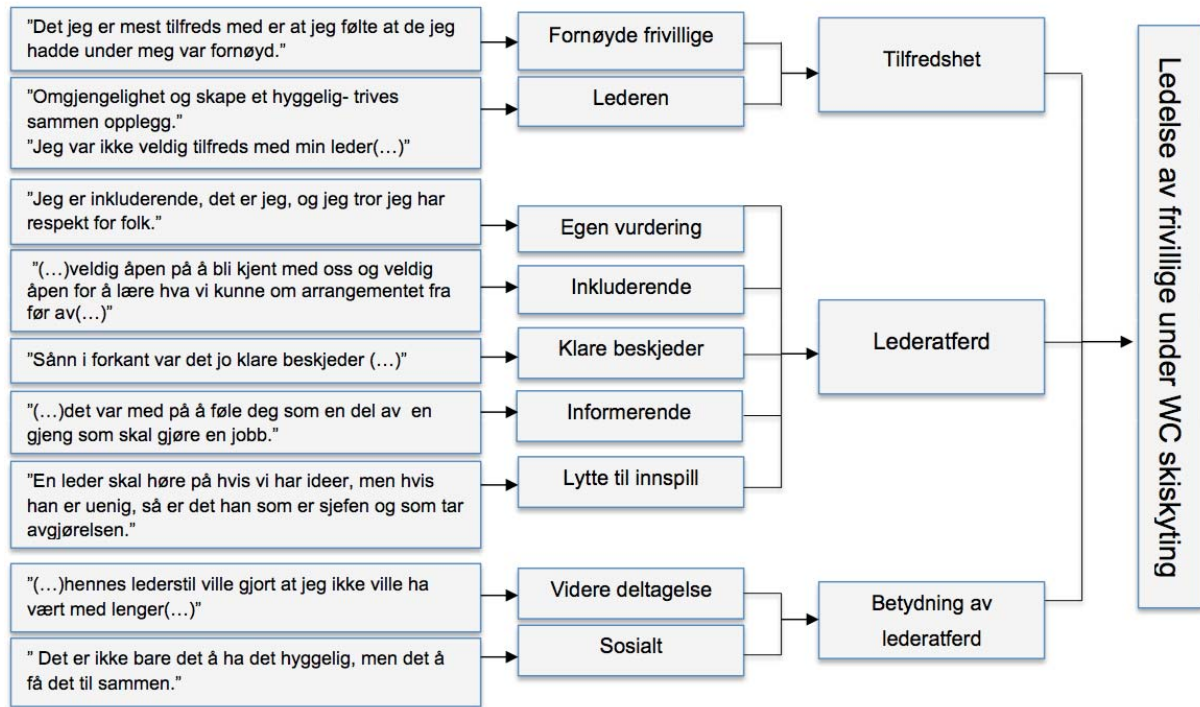 ”Det jeg er mest tilfreds med er at jeg følte at de jeg
hadde under meg var fornøyd.”
Fornøyde frivillige
Tilfredshet
”Omgjengelighet og skape et hyggelig- trives
sammen opplegg.”
”Jeg var ikke veldig tilfreds med min leder(…)”
Lederen
”Jeg er inkluderende, det er jeg, og jeg tror jeg har
respekt for folk.”
Egen vurdering
”(…)veldig åpen på å bli kjent med oss og veldig
åpen for å lære hva vi kunne om arrangementet fra
før av(…)”
Inkluderende
”Sånn i forkant var det jo klare beskjeder (…)”
Klare beskjeder
Lederatferd
”(…)det var med på å føle deg som en del av en
gjeng som skal gjøre en jobb.”
Informerende
”En leder skal høre på hvis vi har ideer, men hvis
han er uenig, så er det han som er sjefen og som tar
avgjørelsen.”
Lytte til innspill
”(…)hennes lederstil ville gjort at jeg ikke ville ha
vært med lenger(…)”
Videre deltagelse
” Det er ikke bare det å ha det hyggelig, men det å
få det til sammen.”
Sosialt
Betydning av
lederatferd
Ledelse av frivillige under WC skiskyting